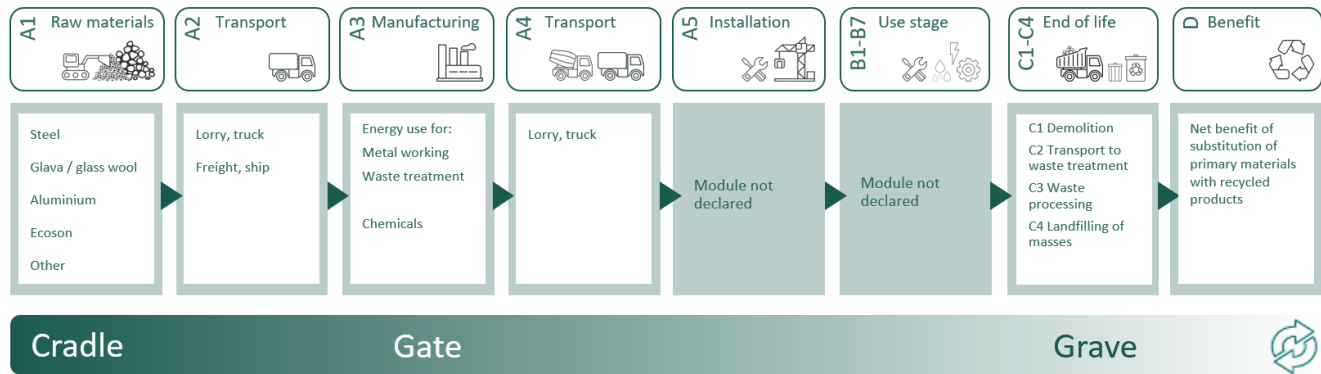 A1 Raw materials
A2 Transport
A3 Manufacturing
A4 Transport
A5 Installation
B1-B7 Use stage
C1-C4 End of life
D Benefit
Steel
Glava / glass wool
Aluminium
Ecoson
Other
Lorry, truck
Freight, ship
Energy use for:
Metal working
Waste treatment
Chemicals
Lorry, truck
Module not
declared
Module not
declared
C1 Demolition
C2 Transport to
waste treatment
C3 Waste
processing
C4 Landfilling of
masses
Net benefit of
substitution of
primary materials
with recycled
products
Cradle
Gate
Grave